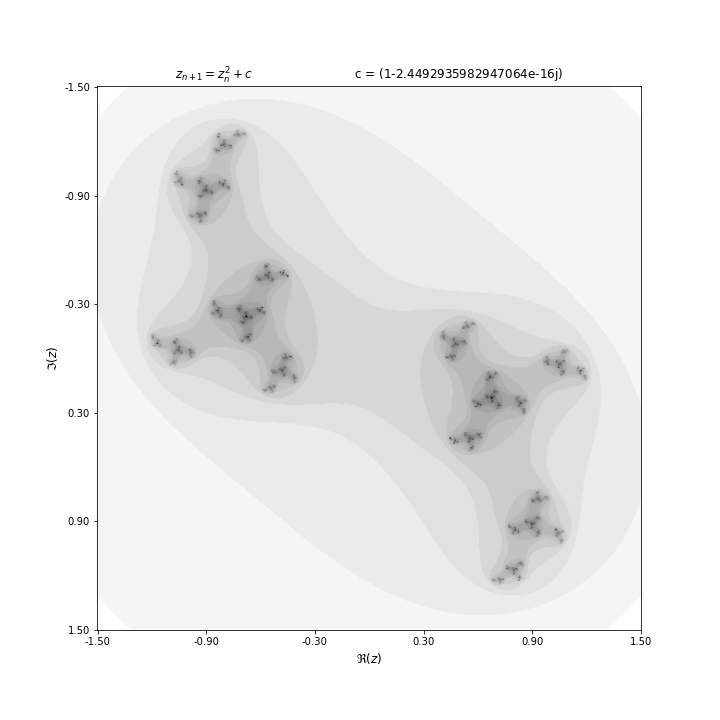 z_{n+1} = z_n^2 + c
c = (1-2.4492935982947064e-16j)
-1.50
-0.90
-0.30
0.30
0.90
1.50
ℑ(z)
-1.50 -0.90 -0.30 0.30 0.90 1.50
ℜ(z)